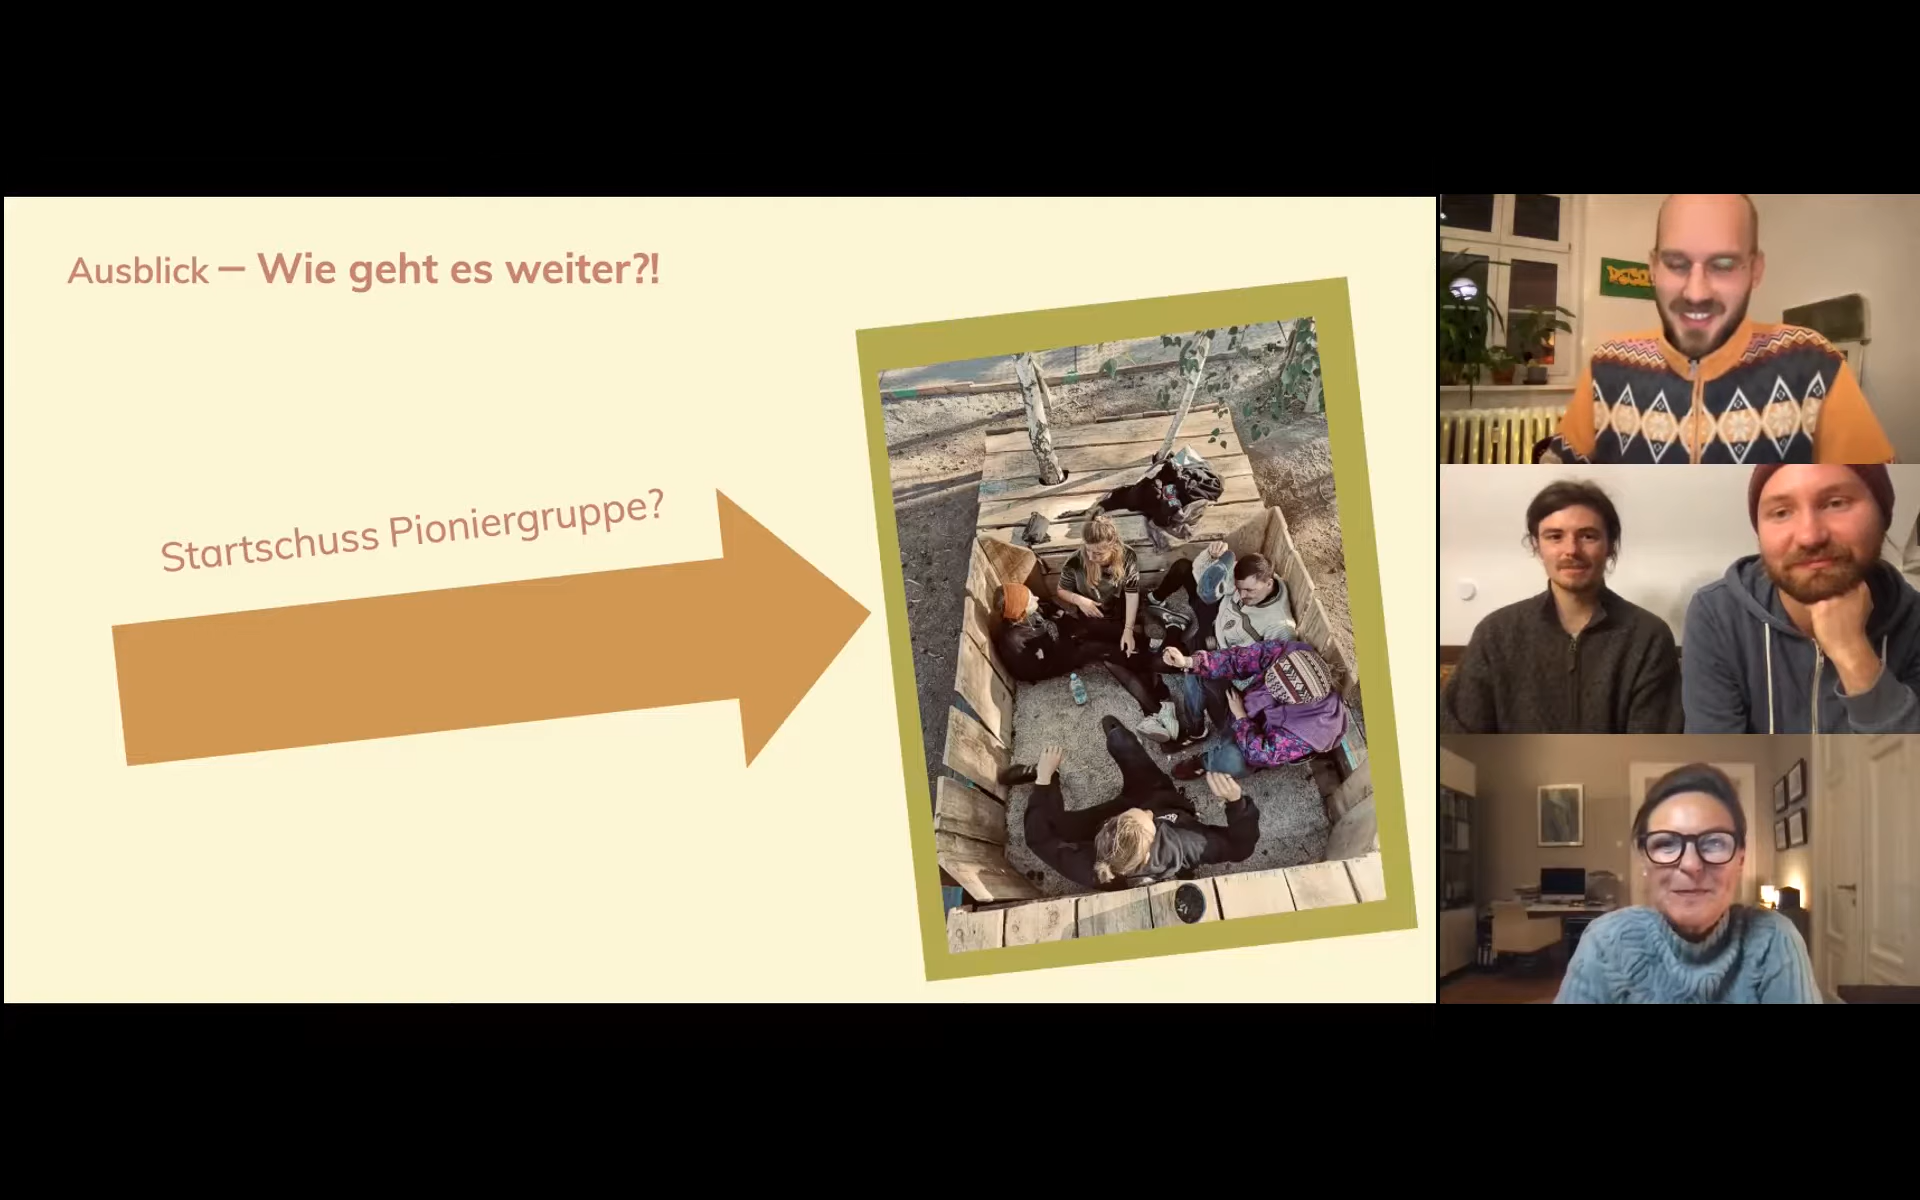 Ausblick – Wie geht es weiter?!
Startschuss Pioniergruppe?